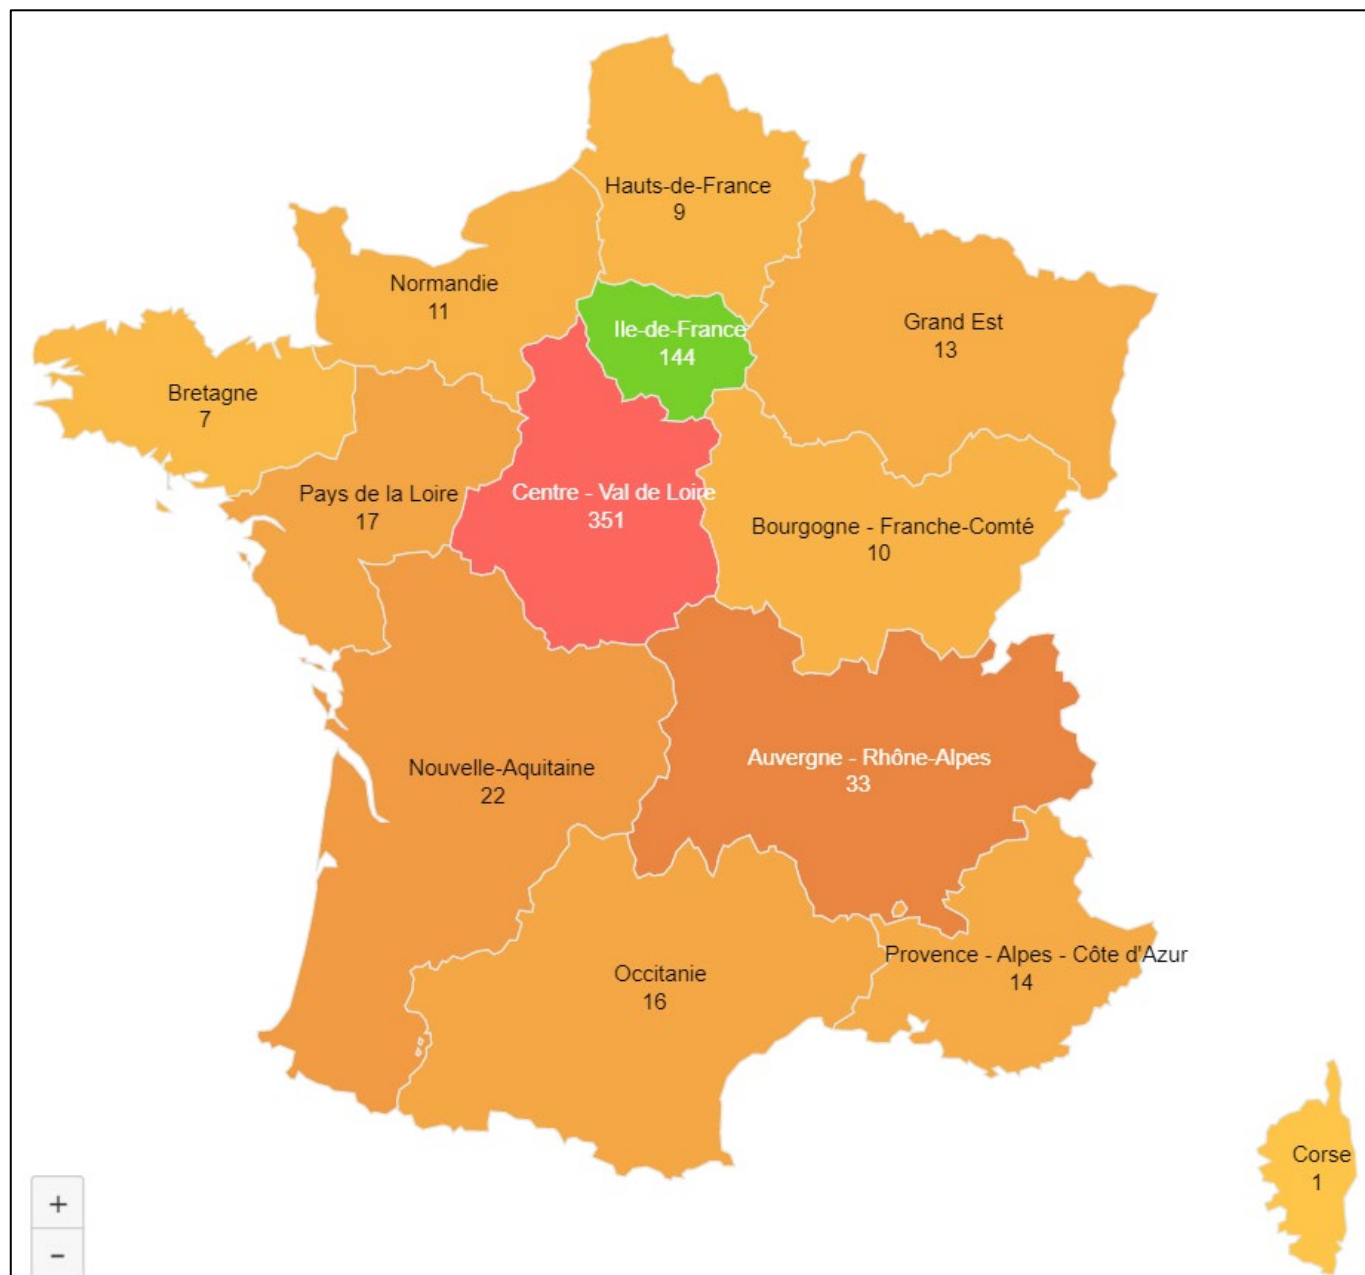 Hauts-de-France
9
Normandie
11
Ile-de-France
144
Grand Est
13
Bretagne
7
Pays de la Loire
17
Centre - Val de Loire
351
Bourgogne - Franche-Comté
10
Nouvelle-Aquitaine
22
Auvergne - Rhône-Alpes
33
Occitanie
16
Provence - Alpes - Côte d'Azur
14
Corse
1
+
-